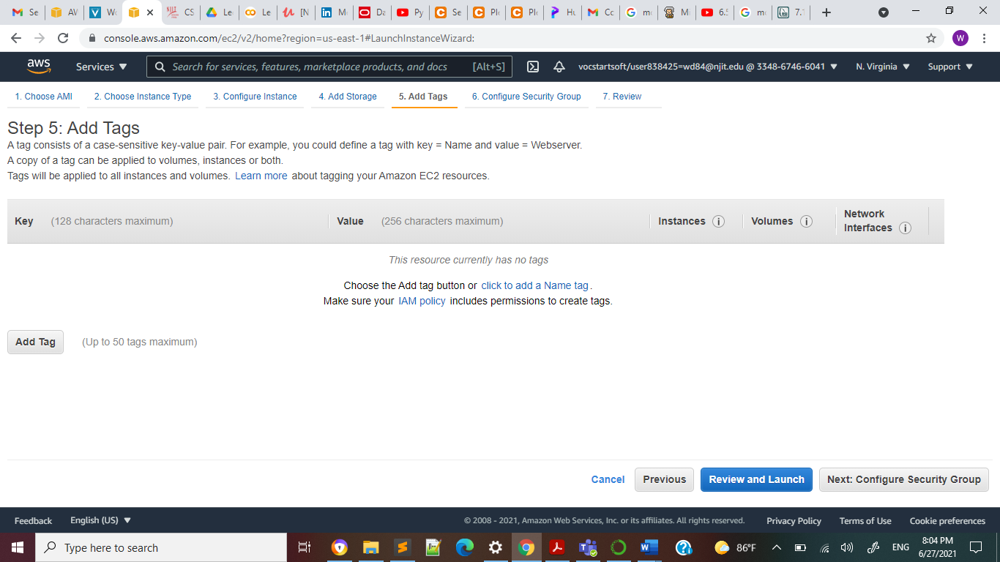 Se
AV
Wo
CS
Le
Le
[N
M
Da
Py
Se
Ple
Ple
Hu
Co
mo
Mi
6.5
mo
7.1
console.aws.amazon.com/ec2/v2/home?region=us-east-1#LaunchInstanceWizard:
W
aws
Services
Search for services, features, marketplace products, and docs [Alt+S]
vocstartsoft/user838425=wd84@njit.edu @ 3348-6746-6041
N. Virginia
Support
1. Choose AMI 2. Choose Instance Type 3. Configure Instance 4. Add Storage 5. Add Tags 6. Configure Security Group 7. Review
Step 5: Add Tags
A tag consists of a case-sensitive key-value pair. For example, you could define a tag with key = Name and value = Webserver.
A copy of a tag can be applied to volumes, instances or both.
Tags will be applied to all instances and volumes. Learn more about tagging your Amazon EC2 resources.
Key (128 characters maximum) Value (256 characters maximum) Instances i Volumes i Network
Interfaces i
This resource currently has no tags
Choose the Add tag button or click to add a Name tag.
Make sure your IAM policy includes permissions to create tags.
Add Tag (Up to 50 tags maximum)
Cancel Previous Review and Launch Next: Configure Security Group
Feedback English (US) © 2008 - 2021, Amazon Web Services, Inc. or its affiliates. All rights reserved. Privacy Policy Terms of Use Cookie preferences
Type here to search
86°F
ENG
8:04 PM
6/27/2021